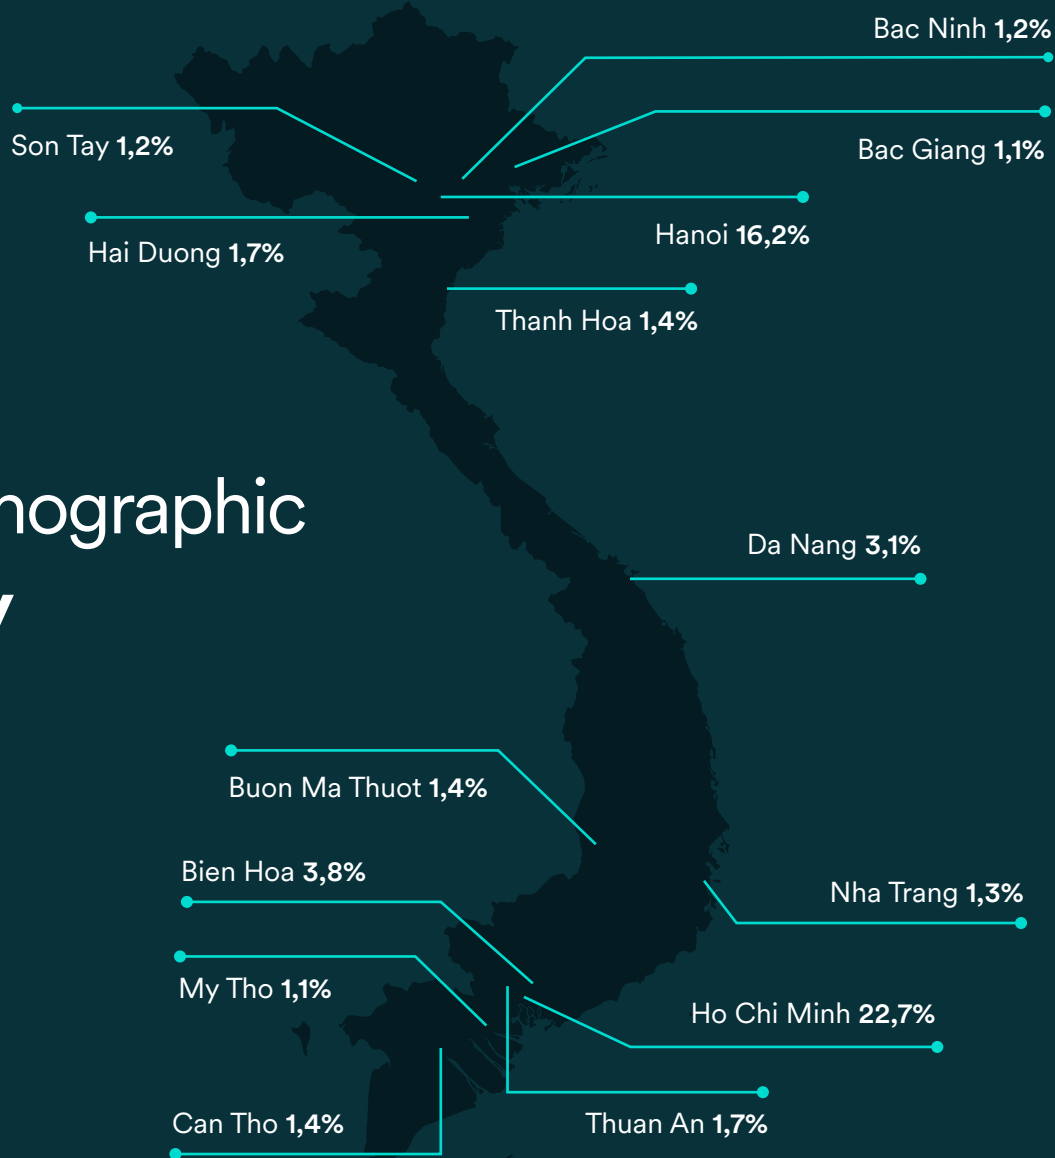 Bac Ninh 1,2%
Son Tay 1,2%
Bac Giang 1,1%
Hanoi 16,2%
Hai Duong 1,7%
Thanh Hoa 1,4%
nographic
Da Nang 3,1%
Buon Ma Thuot 1,4%
Bien Hoa 3,8%
Nha Trang 1,3%
My Tho 1,1%
Ho Chi Minh 22,7%
Can Tho 1,4%
Thuan An 1,7%